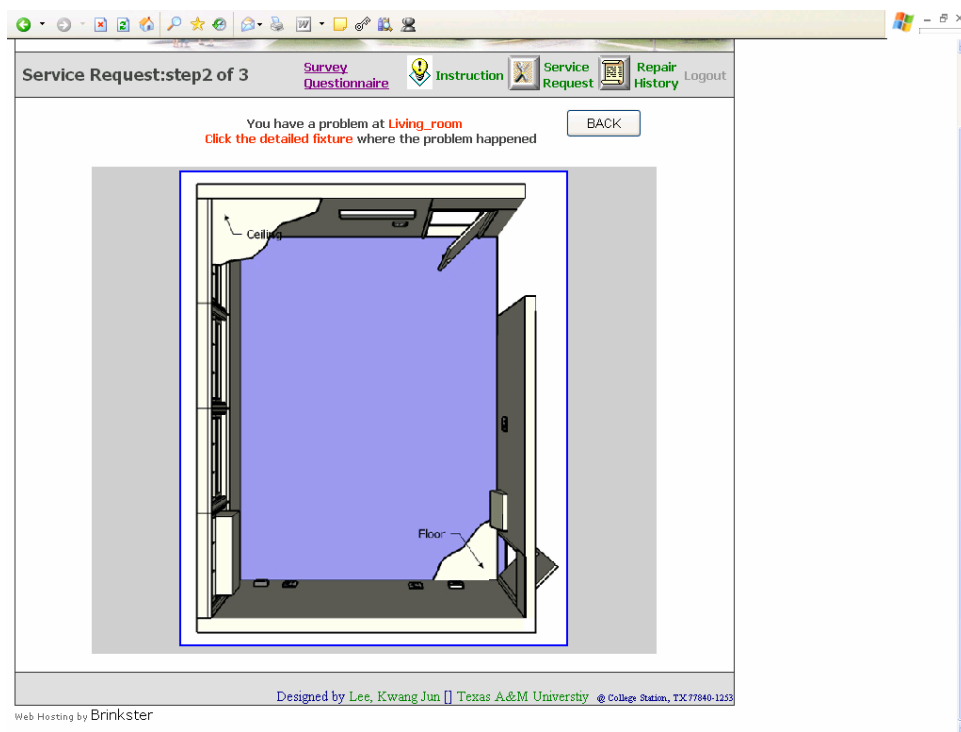 Service Request:step2 of 3
Survey
Questionnaire
Instruction
Service
Request
Repair
History
Logout
You have a problem at Living_room
Click the detailed fixture where the problem happened
BACK
Ceiling
Floor
Designed by Lee, Kwang Jun [] Texas A&M Universtiy @ College Station, TX77840-1253
Web Hosting by Brinkster